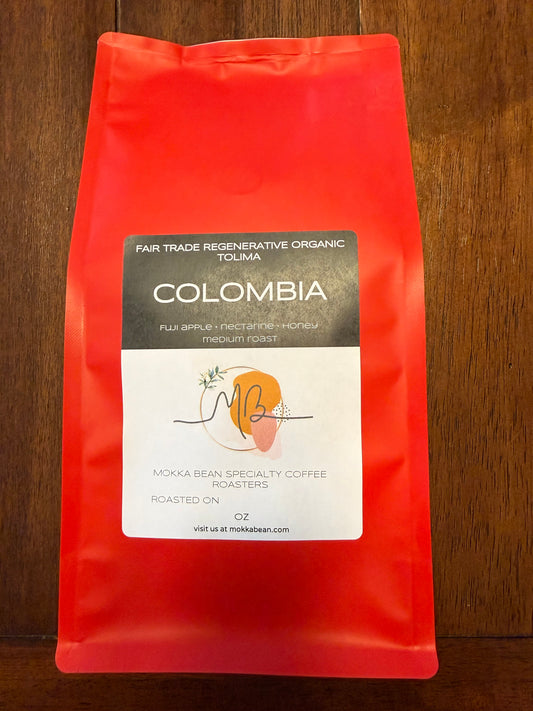 FAIR TRADE REGENERATIVE ORGANIC
TOLIMA
COLOMBIA
FUJI APPLE • NECTARINE • HONEY
MEDIUM ROAST
MB
MOKKA BEAN SPECIALTY COFFEE
ROASTERS
ROASTED ON
OZ
visit us at mokkabean.com